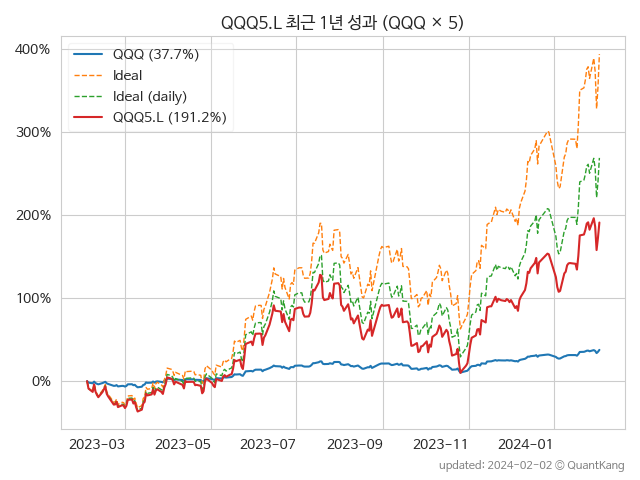 QQQ5.L 최근 1년 성과 (QQQ × 5)
400%
300%
200%
100%
0%
QQQ (37.7%)
Ideal
Ideal (daily)
QQQ5.L (191.2%)
2023-03 2023-05 2023-07 2023-09 2023-11 2024-01
updated: 2024-02-02 © QuantKang